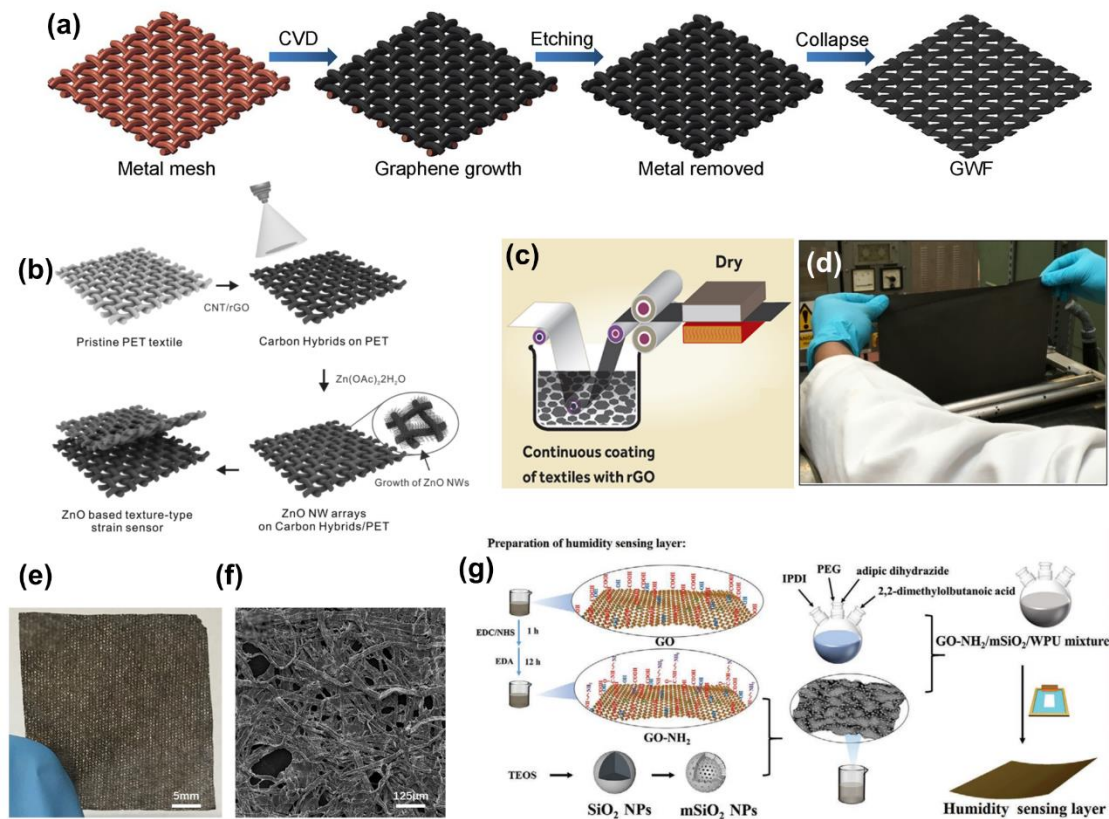 (a)
CVD
Etching
Collapse
Metal mesh
Graphene growth
Metal removed
GWF
(b)
CNT/rGO
Pristine PET textile
Carbon Hybrids on PET
Zn(OAc)₂2H₂O
Growth of ZnO NWs
ZnO based texture-type
strain sensor
ZnO NW arrays
on Carbon Hybrids/PET
(c)
Dry
Continuous coating
of textiles with rGO
(d)
(e)
5mm
(f)
125um
(g)
Preparation of humidity sensing layer:
EDC/NHS
1 h
EDA
12 h
GO
GO-NH₂
TEOS
SiO₂ NPs
mSiO₂ NPs
IPDI
PEG
adipic dihydrazide
2,2-dimethylolbutanoic acid
GO-NH₂/mSiO₂/WPU mixture
Humidity sensing layer